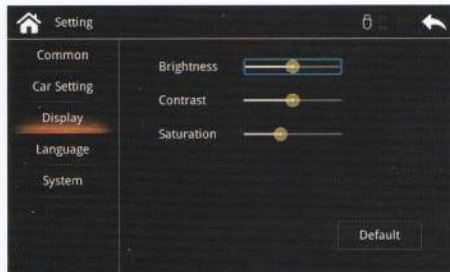 Setting
Common
Car Setting
Display
Language
System
Brightness
Contrast
Saturation
Default